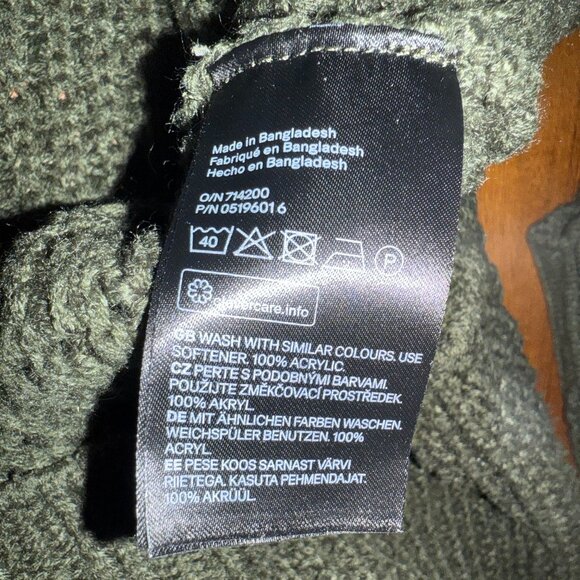 Made in Bangladesh
Fabriqué en Bangladesh
Hecho en Bangladesh
O/N 714200
P/N 0519601 6
40
P
care.info
GB WASH WITH SIMILAR COLOURS. USE
SOFTENER. 100% ACRYLIC.
CZ PERTE S PODOBNÝMI BARVAMI.
POUŽIJTE ZMĚKČOVACÍ PROSTŘEDEK.
100% AKRYL.
DE MIT ÄHNLICHEN FARBEN WASCHEN.
WEICHSPÜLER BENUTZEN. 100%
ACRYL.
EE PESE KOOS SARNAST VÄRVI
RIIETEGA. KASUTA PEHMENDAJAT.
100% AKRÜÜL.